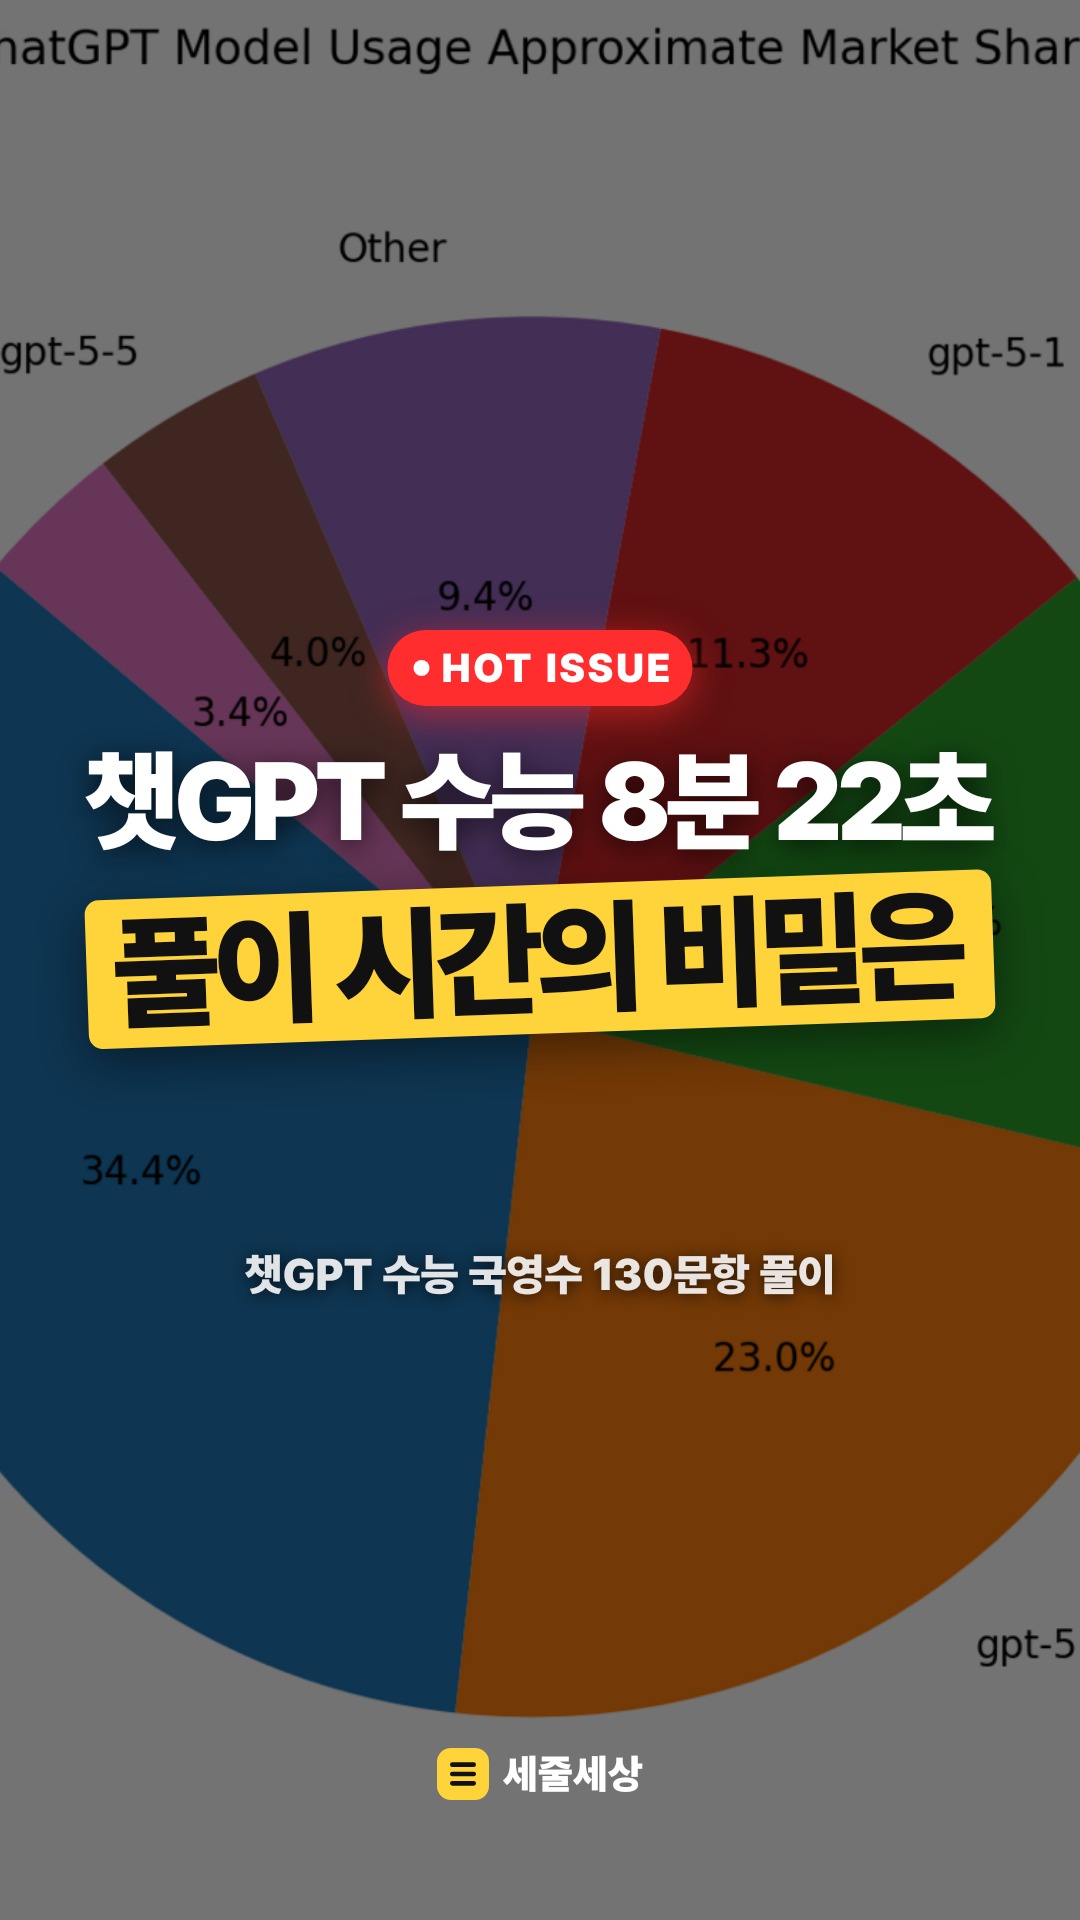 hatGPT Model Usage Approximate Market Shar
Other
gpt-5-5
gpt-5-1
9.4%
4.0%
11.3%
3.4%
• HOT ISSUE
챗GPT 수능 8분 22초
풀이 시간의 비밀은
34.4%
챗GPT 수능 국영수 130문항 풀이
23.0%
gpt-5
세줄세상